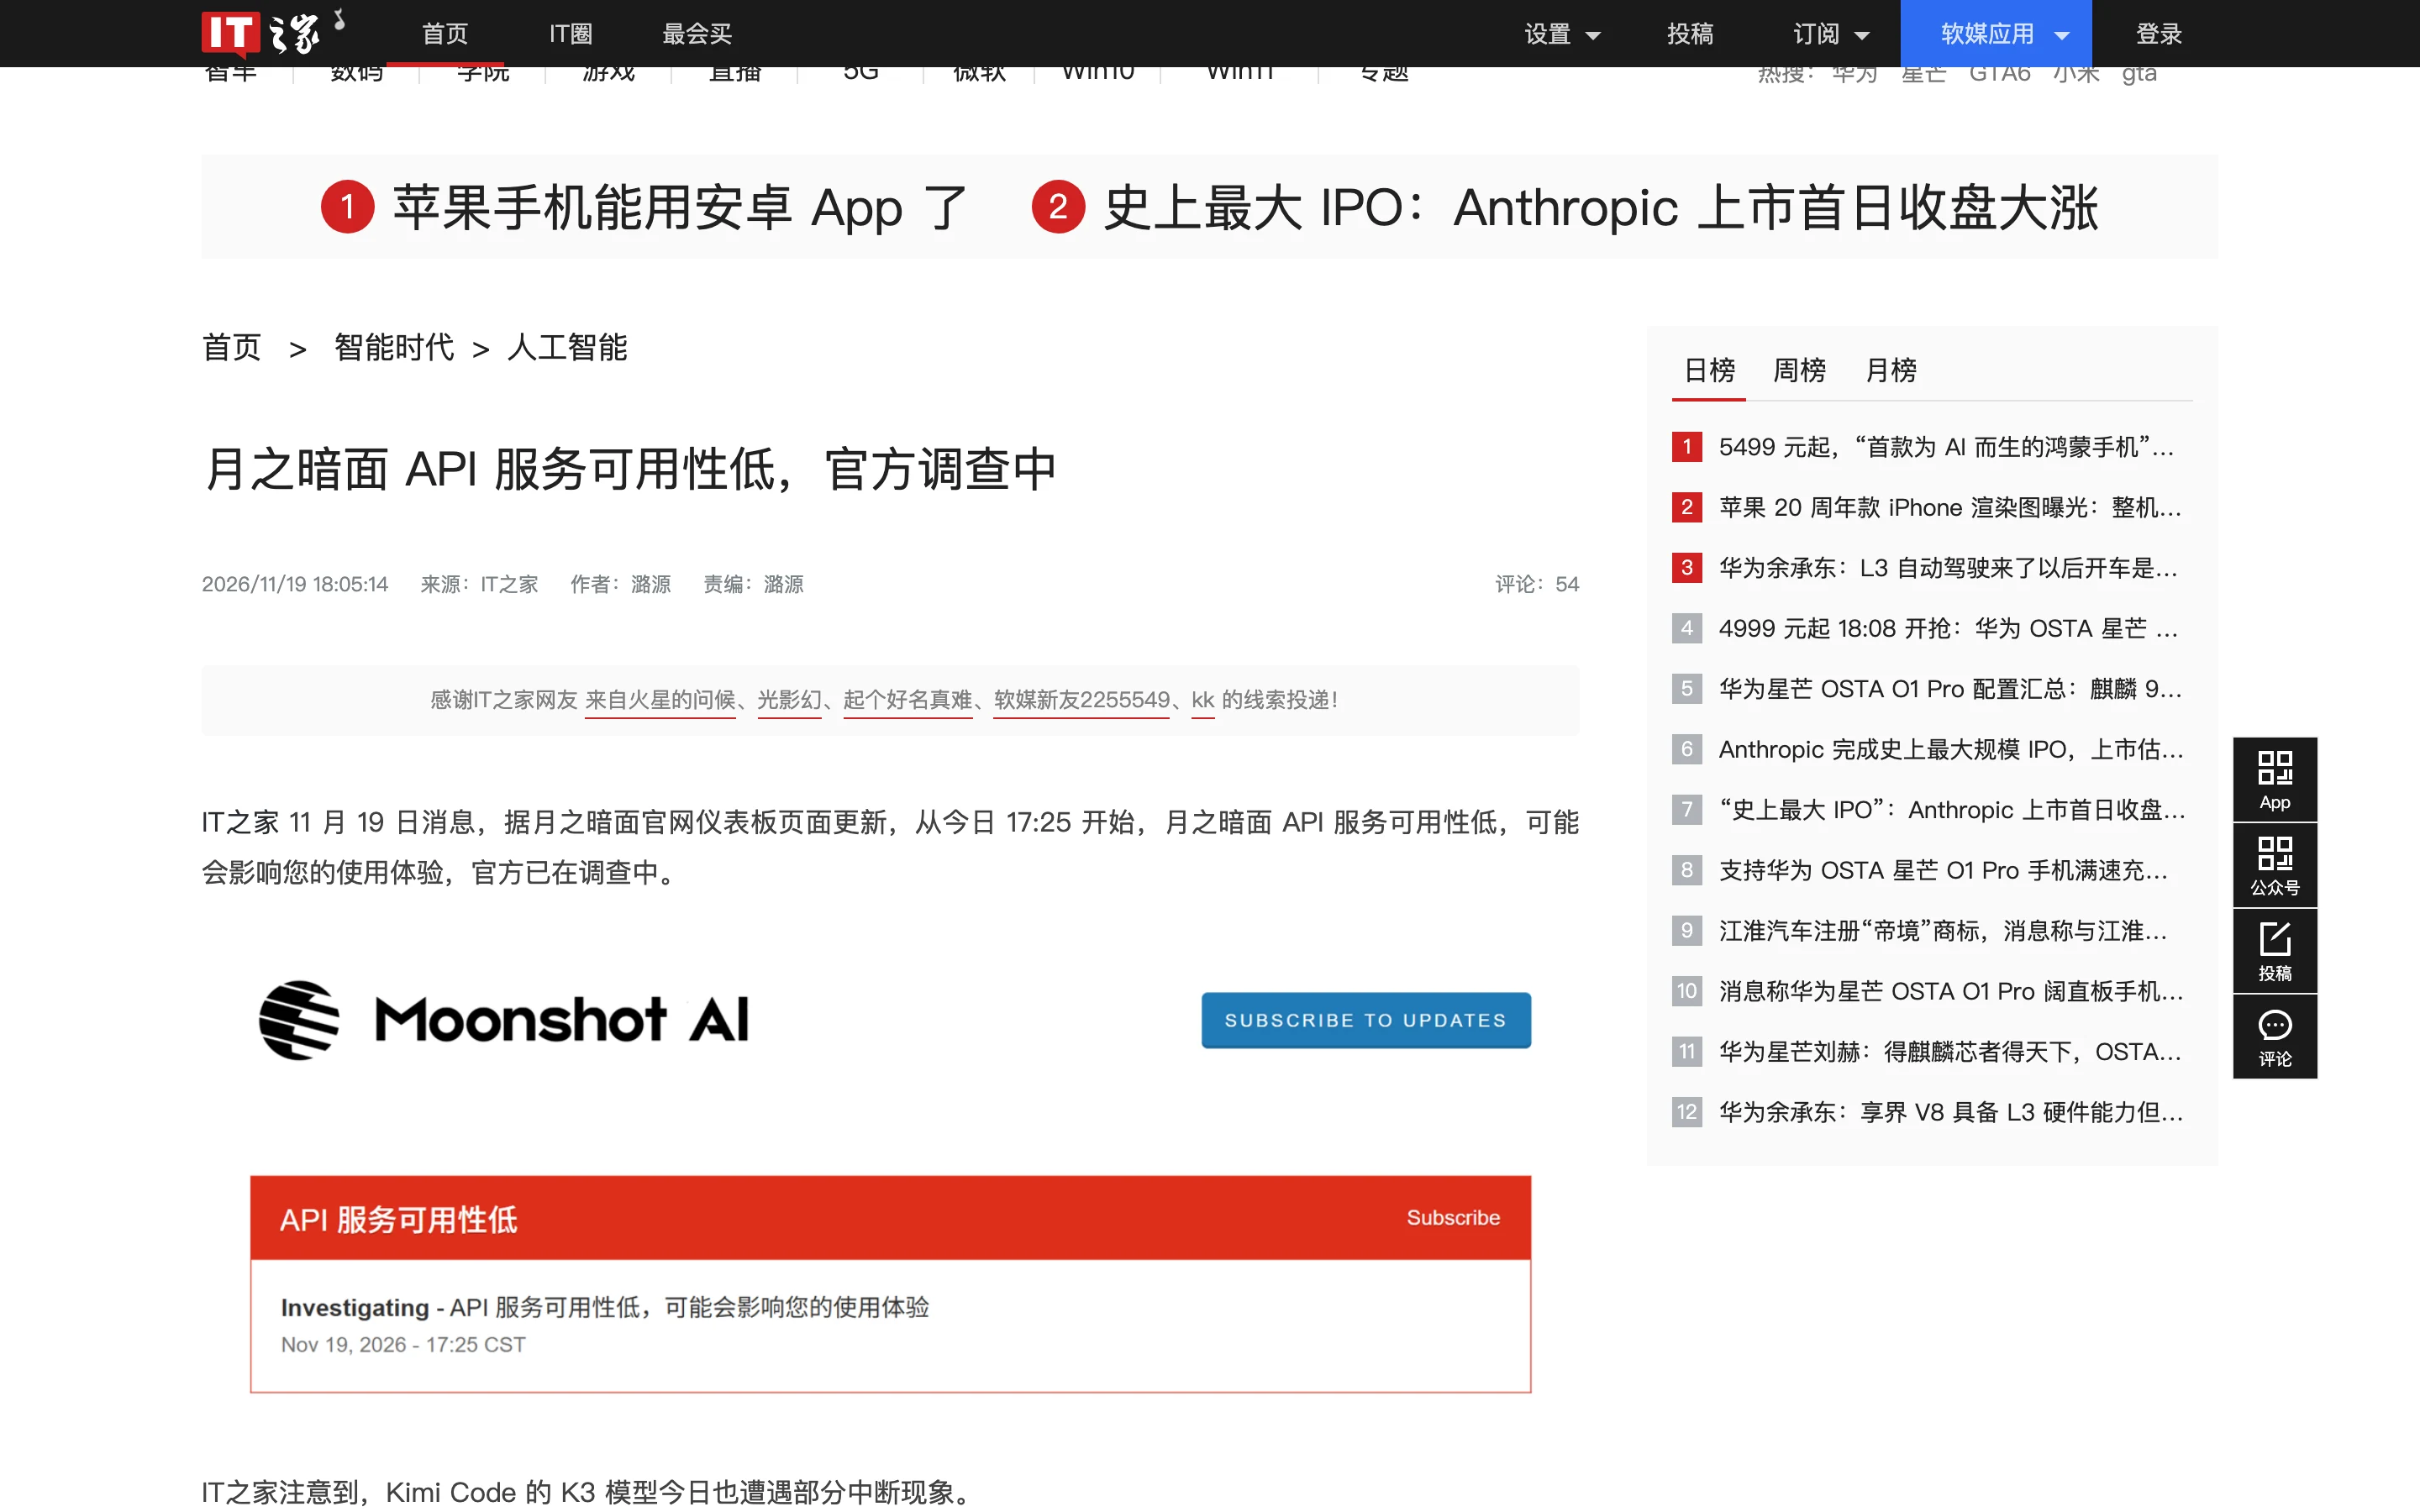 IT之家
首页 IT圈 最会买 设置 投稿 订阅 软媒应用 登录
智车 数码 学院 游戏 直播 5G 微软 Win10 Win11 专题 热搜：华为 星芒 GTA6 小米 gta
1 苹果手机能用安卓 App 了 2 史上最大 IPO：Anthropic 上市首日收盘大涨
首页 > 智能时代 > 人工智能
月之暗面 API 服务可用性低，官方调查中
2026/11/19 18:05:14 来源：IT之家 作者：潞源 责编：潞源 评论：54
感谢IT之家网友 来自火星的问候、光影幻、起个好名真难、软媒新友2255549、kk 的线索投递！
IT之家 11 月 19 日消息，据月之暗面官网仪表板页面更新，从今日 17:25 开始，月之暗面 API 服务可用性低，可能
会影响您的使用体验，官方已在调查中。
Moonshot AI
SUBSCRIBE TO UPDATES
API 服务可用性低 Subscribe
Investigating - API 服务可用性低，可能会影响您的使用体验
Nov 19, 2026 - 17:25 CST
IT之家注意到，Kimi Code 的 K3 模型今日也遭遇部分中断现象。
日榜 周榜 月榜
1 5499 元起，“首款为 AI 而生的鸿蒙手机”…
2 苹果 20 周年款 iPhone 渲染图曝光：整机…
3 华为余承东：L3 自动驾驶来了以后开车是…
4 4999 元起 18:08 开抢：华为 OSTA 星芒 …
5 华为星芒 OSTA O1 Pro 配置汇总：麒麟 9…
6 Anthropic 完成史上最大规模 IPO，上市估…
7 “史上最大 IPO”：Anthropic 上市首日收盘…
8 支持华为 OSTA 星芒 O1 Pro 手机满速充…
9 江淮汽车注册“帝境”商标，消息称与江淮…
10 消息称华为星芒 OSTA O1 Pro 阔直板手机…
11 华为星芒刘赫：得麒麟芯者得天下，OSTA…
12 华为余承东：享界 V8 具备 L3 硬件能力但…
App
公众号
投稿
评论